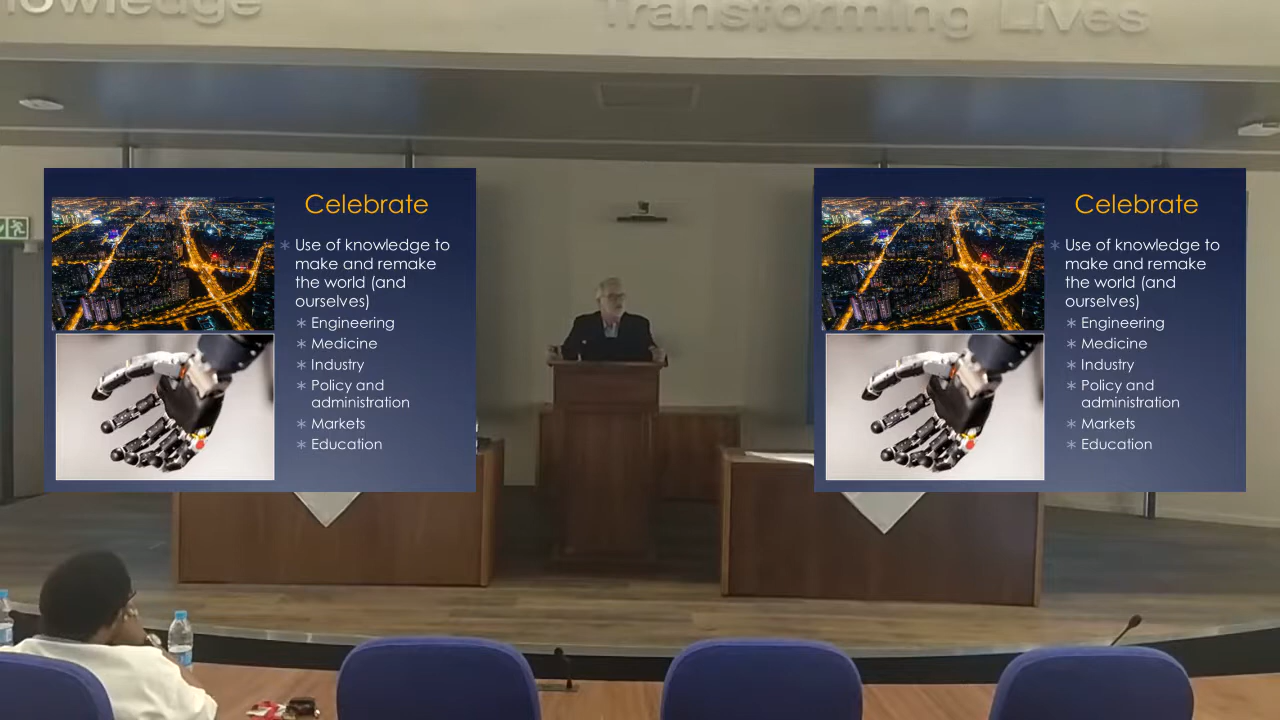 owledge
Transforming Lives
Celebrate
* Use of knowledge to
make and remake
the world (and
ourselves)
* Engineering
* Medicine
* Industry
* Policy and
administration
* Markets
* Education
Celebrate
* Use of knowledge to
make and remake
the world (and
ourselves)
* Engineering
* Medicine
* Industry
* Policy and
administration
* Markets
* Education